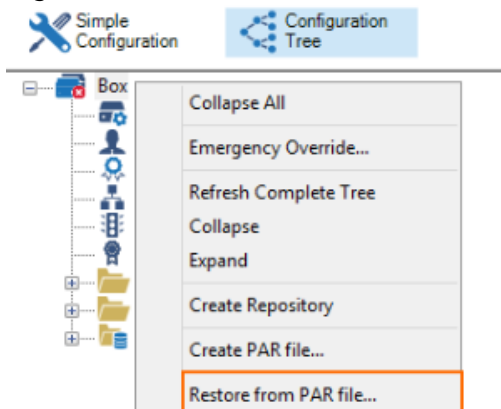 Simple
Configuration
Configuration
Tree
Box
Collapse All
Emergency Override...
Refresh Complete Tree
Collapse
Expand
Create Repository
Create PAR file...
Restore from PAR file...